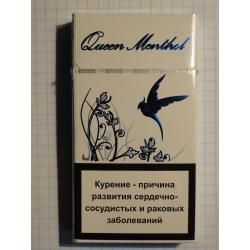 Queen Menthol
Курение - причина
развития сердечно-
сосудистых и раковых
заболеваний